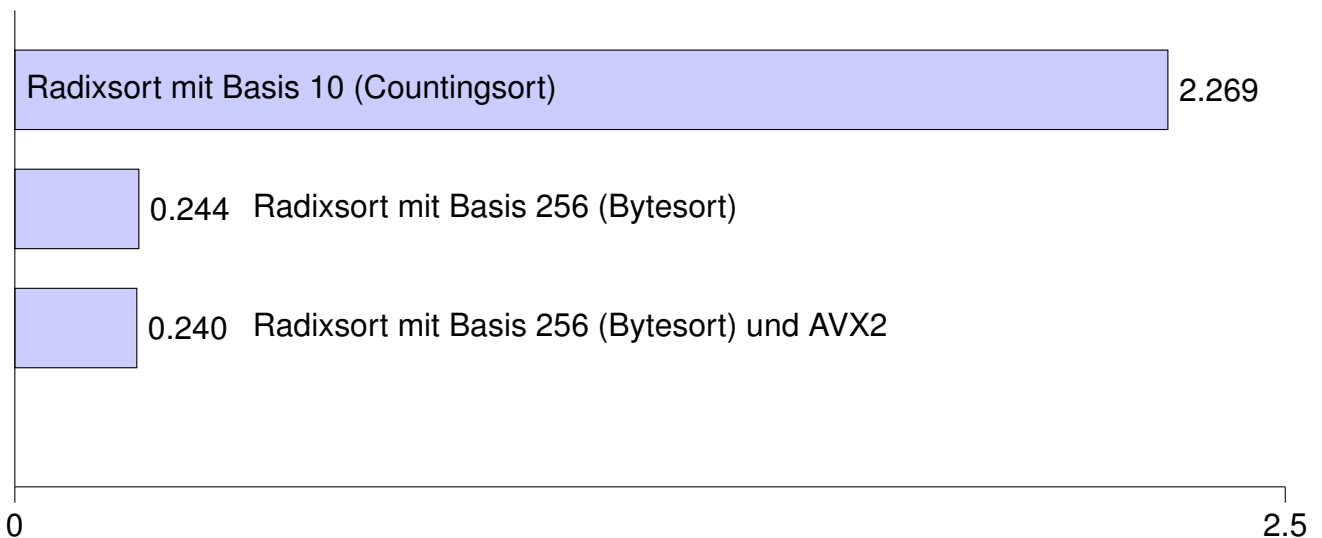 Radixsort mit Basis 10 (Countingsort) 2.269
0.244 Radixsort mit Basis 256 (Bytesort)
0.240 Radixsort mit Basis 256 (Bytesort) und AVX2
0 2.5